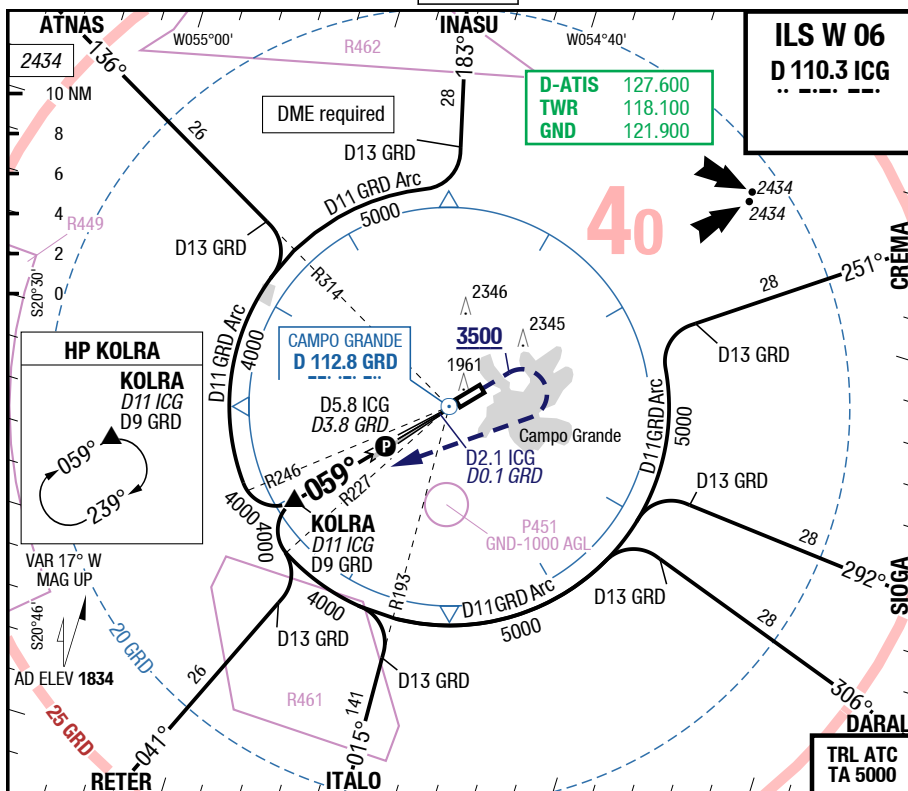 ATNAS
INASU
W055°00'
W054°40'
R462
2434
136°
183°
ILS W 06
D 110.3 ICG
·· −·−· −−·
D-ATIS 127.600
TWR 118.100
GND 121.900
DME required
10 NM
8
6
4
2
0
26
28
D13 GRD
D13 GRD
D11 GRD Arc
5000
40
2434
2434
R449
S20°30'
R314
CREMA
251°
28
D13 GRD
D11 GRD Arc
4000
2346
2345
3500
1961
CAMPO GRANDE
D 112.8 GRD
−·· −−· ·−· −··
HP KOLRA
KOLRA
D11 ICG
D9 GRD
059°
239°
D5.8 ICG
D3.8 GRD
P
Campo Grande
D2.1 ICG
D0.1 GRD
D11 GRD Arc
5000
R246
059°
R227
4000
4000
KOLRA
D11 ICG
D9 GRD
P451
GND-1000 AGL
D13 GRD
28
292°
SIOGA
VAR 17° W
MAG UP
S20°46'
AD ELEV 1834
20 GRD
25 GRD
4000
R193
D11 GRD Arc
5000
D13 GRD
D13 GRD
D13 GRD
28
306°
DARAL
R461
26
041°
RETER
141
015°
ITALO
TRL ATC
TA 5000